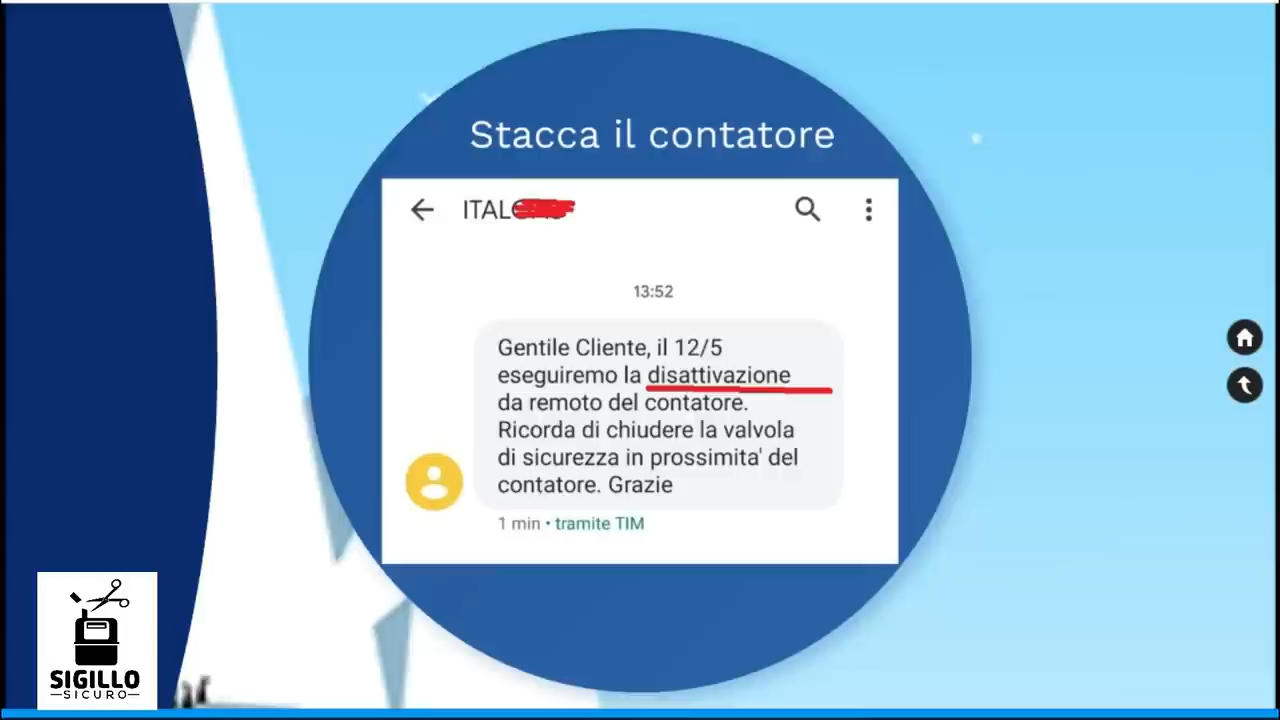 Stacca il contatore
ITAL
13:52
Gentile Cliente, il 12/5
eseguiremo la disattivazione
da remoto del contatore.
Ricorda di chiudere la valvola
di sicurezza in prossimita' del
contatore. Grazie
1 min • tramite TIM
SIGILLO
SICURO